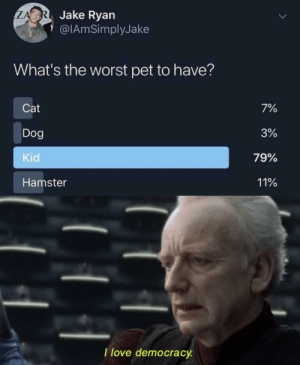 Jake Ryan
@IAmSimplyJake
What's the worst pet to have?
Cat 7%
Dog 3%
Kid 79%
Hamster 11%
I love democracy.